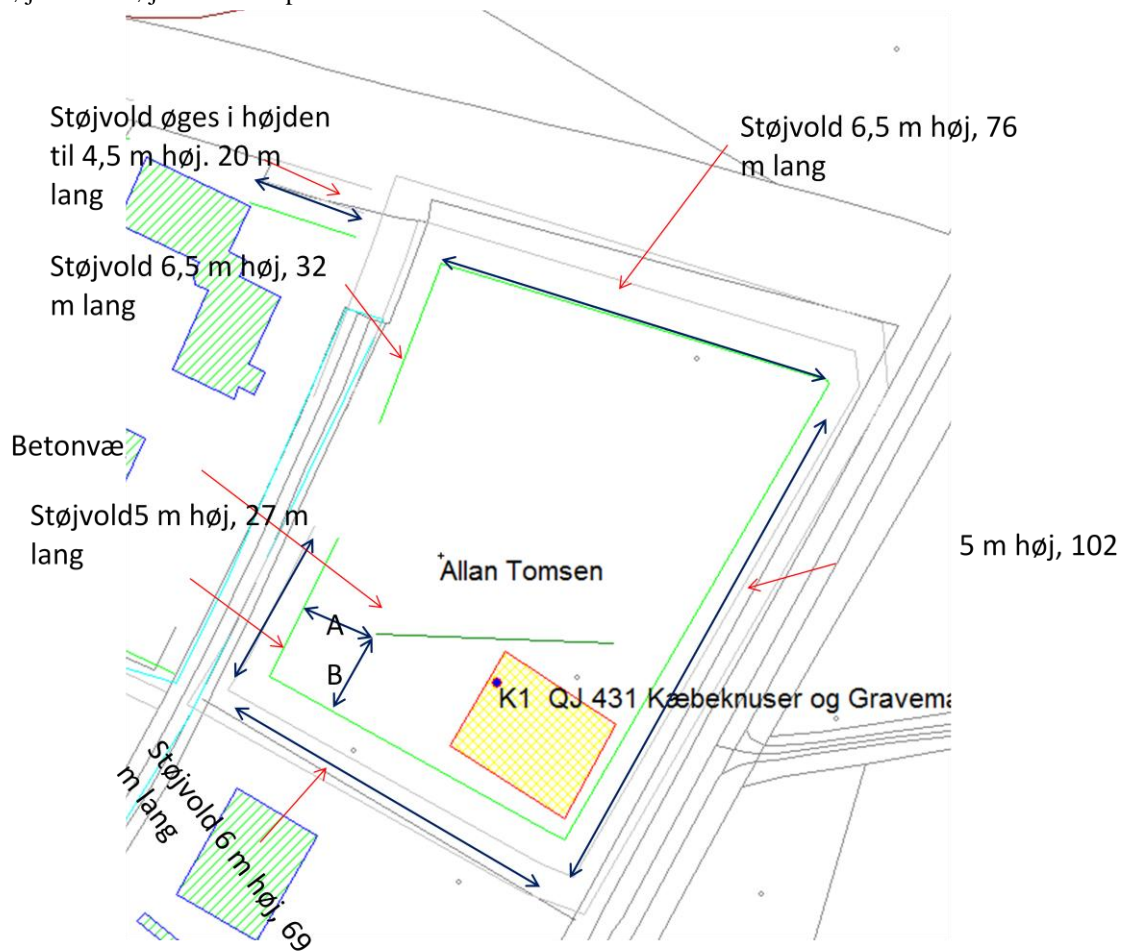 Støjvold øges i højden
til 4,5 m høj. 20 m
lang
Støjvold 6,5 m høj, 76
m lang
Støjvold 6,5 m høj, 32
m lang
Betonvæ
Støjvold5 m høj, 27 m
lang
5 m høj, 102
Allan Tomsen
A
B
K1 QJ 431 Kæbeknuser og Gravema
Støjvold 6 m høj, 69
m lang